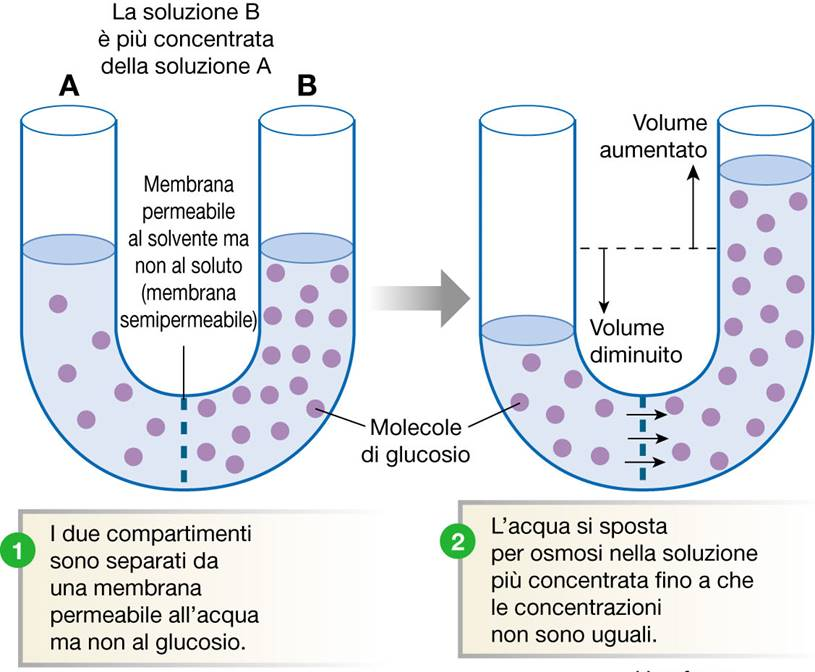 La soluzione B
è più concentrata
della soluzione A
A
B
Membrana
permeabile
al solvente ma
non al soluto
(membrana
semipermeabile)
Volume
aumentato
Volume
diminuito
Molecole
di glucosio
1
I due compartimenti
sono separati da
una membrana
permeabile all'acqua
ma non al glucosio.
2
L'acqua si sposta
per osmosi nella soluzione
più concentrata fino a che
le concentrazioni
non sono uguali.